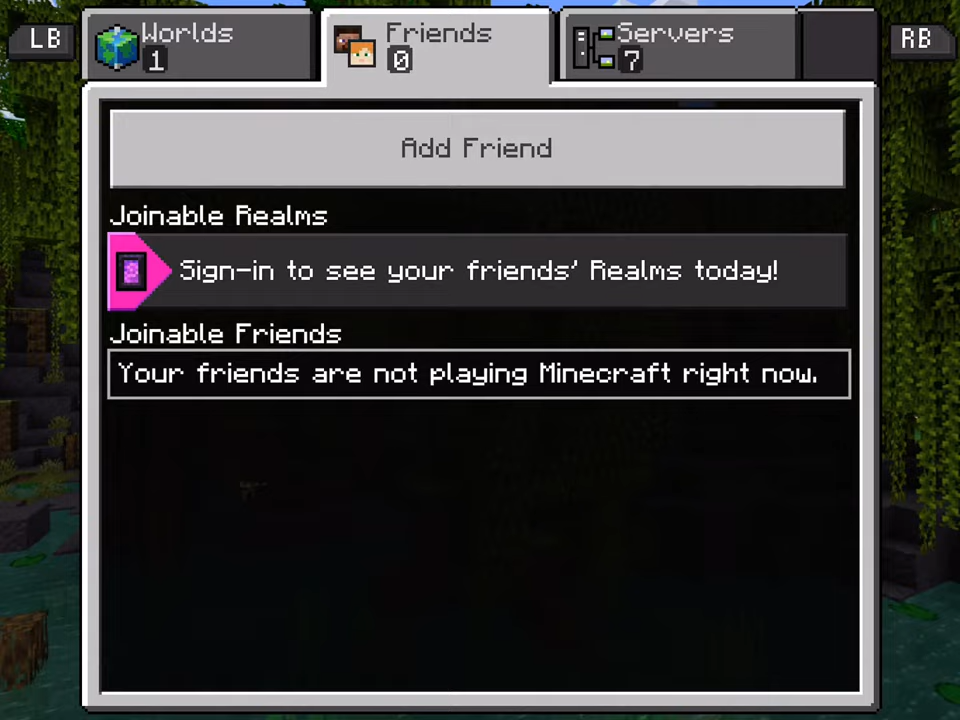 LB
Worlds
1
Friends
0
Servers
7
RB
Add Friend
Joinable Realms
Sign-in to see your friends' Realms today!
Joinable Friends
Your friends are not playing Minecraft right now.